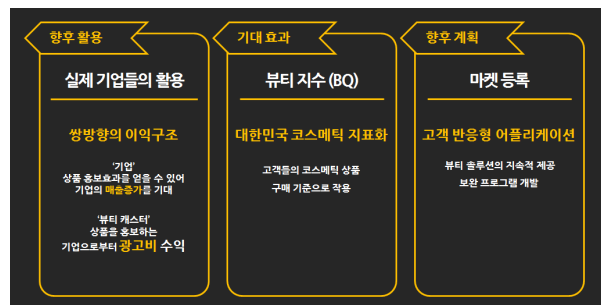 향후 활용
실제 기업들의 활용
쌍방향의 이익구조
'기업'
상품 홍보효과를 얻을 수 있어
기업의 매출증가를 기대
'뷰티 캐스터'
상품을 홍보하는
기업으로부터 광고비 수익
기대 효과
뷰티 지수 (BQ)
대한민국 코스메틱 지표화
고객들의 코스메틱 상품
구매 기준으로 작용
향후 계획
마켓 등록
고객 반응형 어플리케이션
뷰티 솔루션의 지속적 제공
보완 프로그램 개발